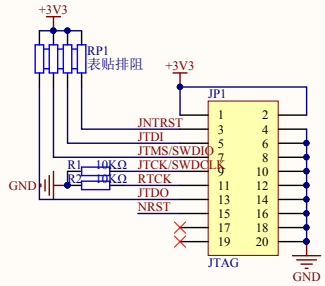 +3V3
RP1
表贴排阻
+3V3
JP1
1 2
JNTRST 3 4
JTDI 5 6
JTMS/SWDIO 7 8
R1 10KΩ JTCK/SWDCLK 9 10
GND R2 10KΩ RTCK 11 12
JTDO 13 14
NRST 15 16
17 18
19 20
JTAG
GND